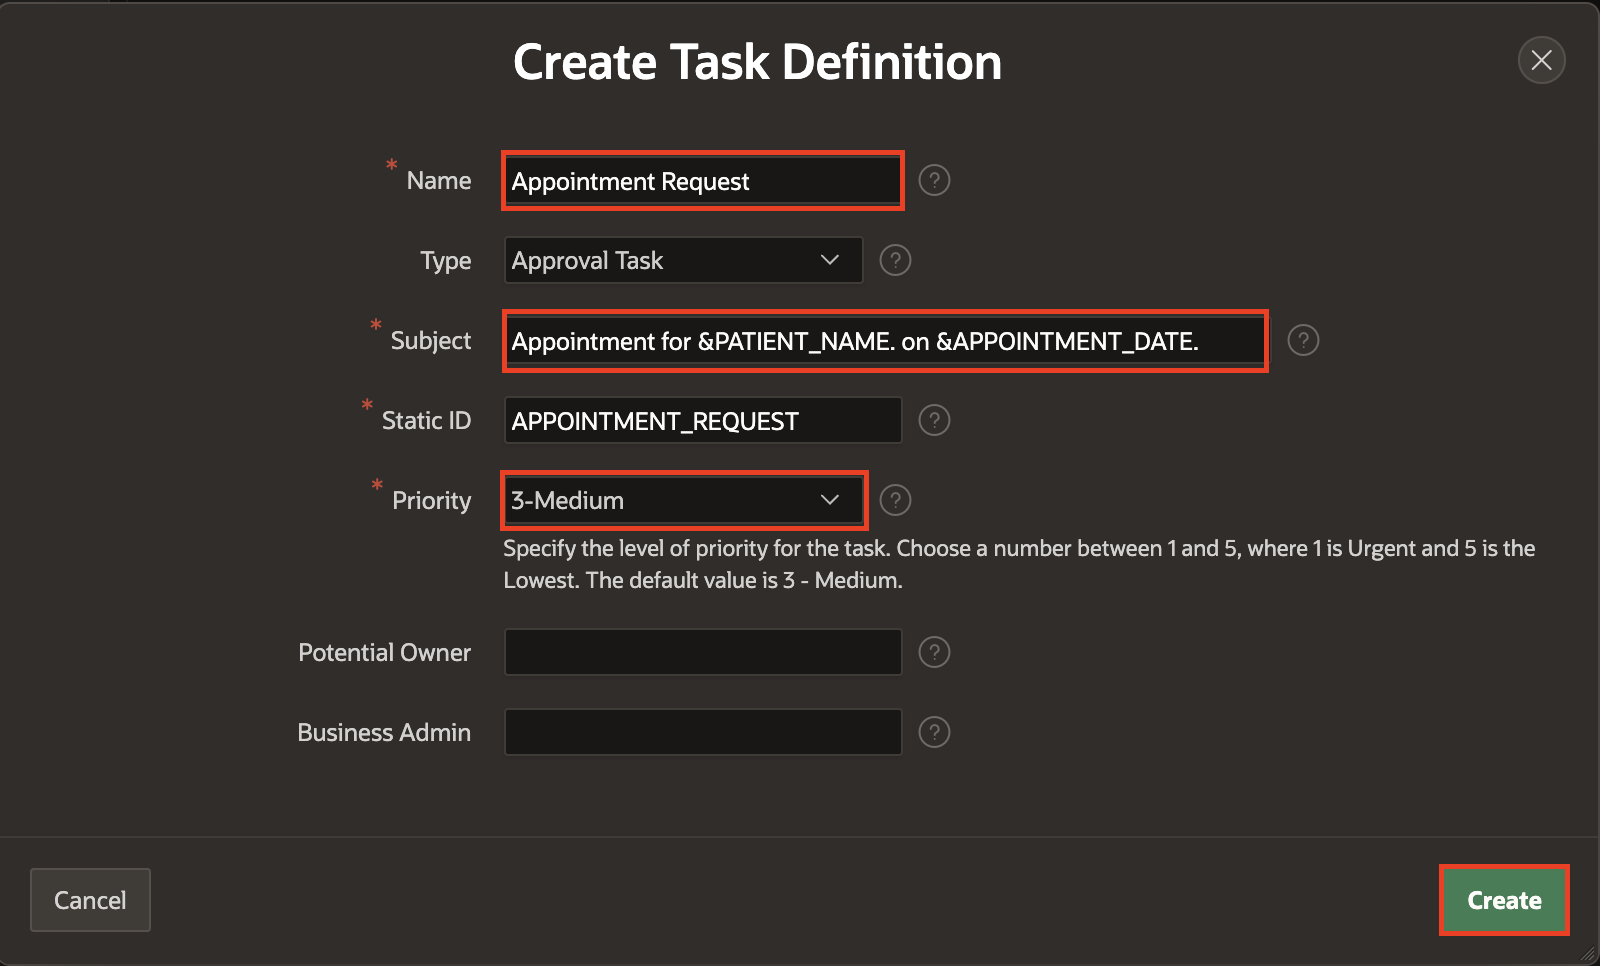 Create Task Definition
* Name Appointment Request ?
Type Approval Task ?
* Subject Appointment for &PATIENT_NAME. on &APPOINTMENT_DATE. ?
* Static ID APPOINTMENT_REQUEST ?
* Priority 3-Medium ?
Specify the level of priority for the task. Choose a number between 1 and 5, where 1 is Urgent and 5 is the
Lowest. The default value is 3 - Medium.
Potential Owner ?
Business Admin ?
Cancel Create